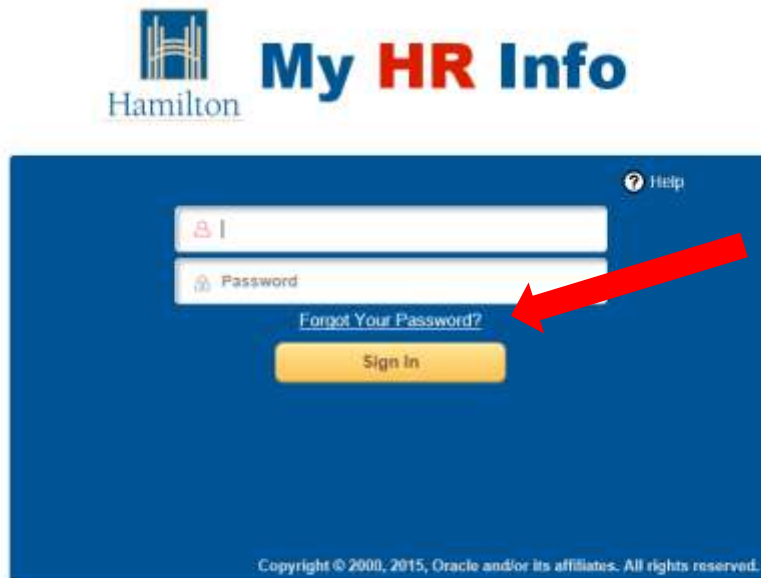 My HR Info
Hamilton
Help
Password
Forgot Your Password?
Sign In
Copyright © 2000, 2015, Oracle and/or its affiliates. All rights reserved.